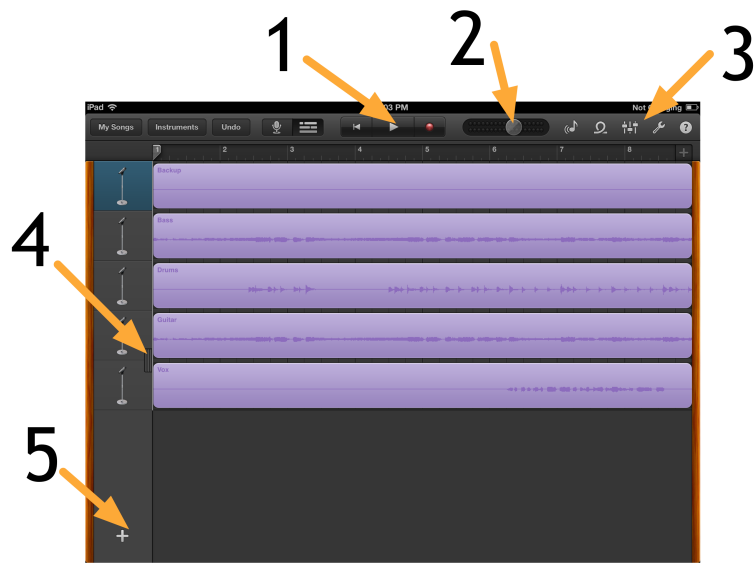 1 2 3
iPad
03 PM
Not
ging
My Songs Instruments Undo ?
1 2 3 4 5 6 7 8 +
Backup
Bass
Drums
4
Guitar
Vox
5
+